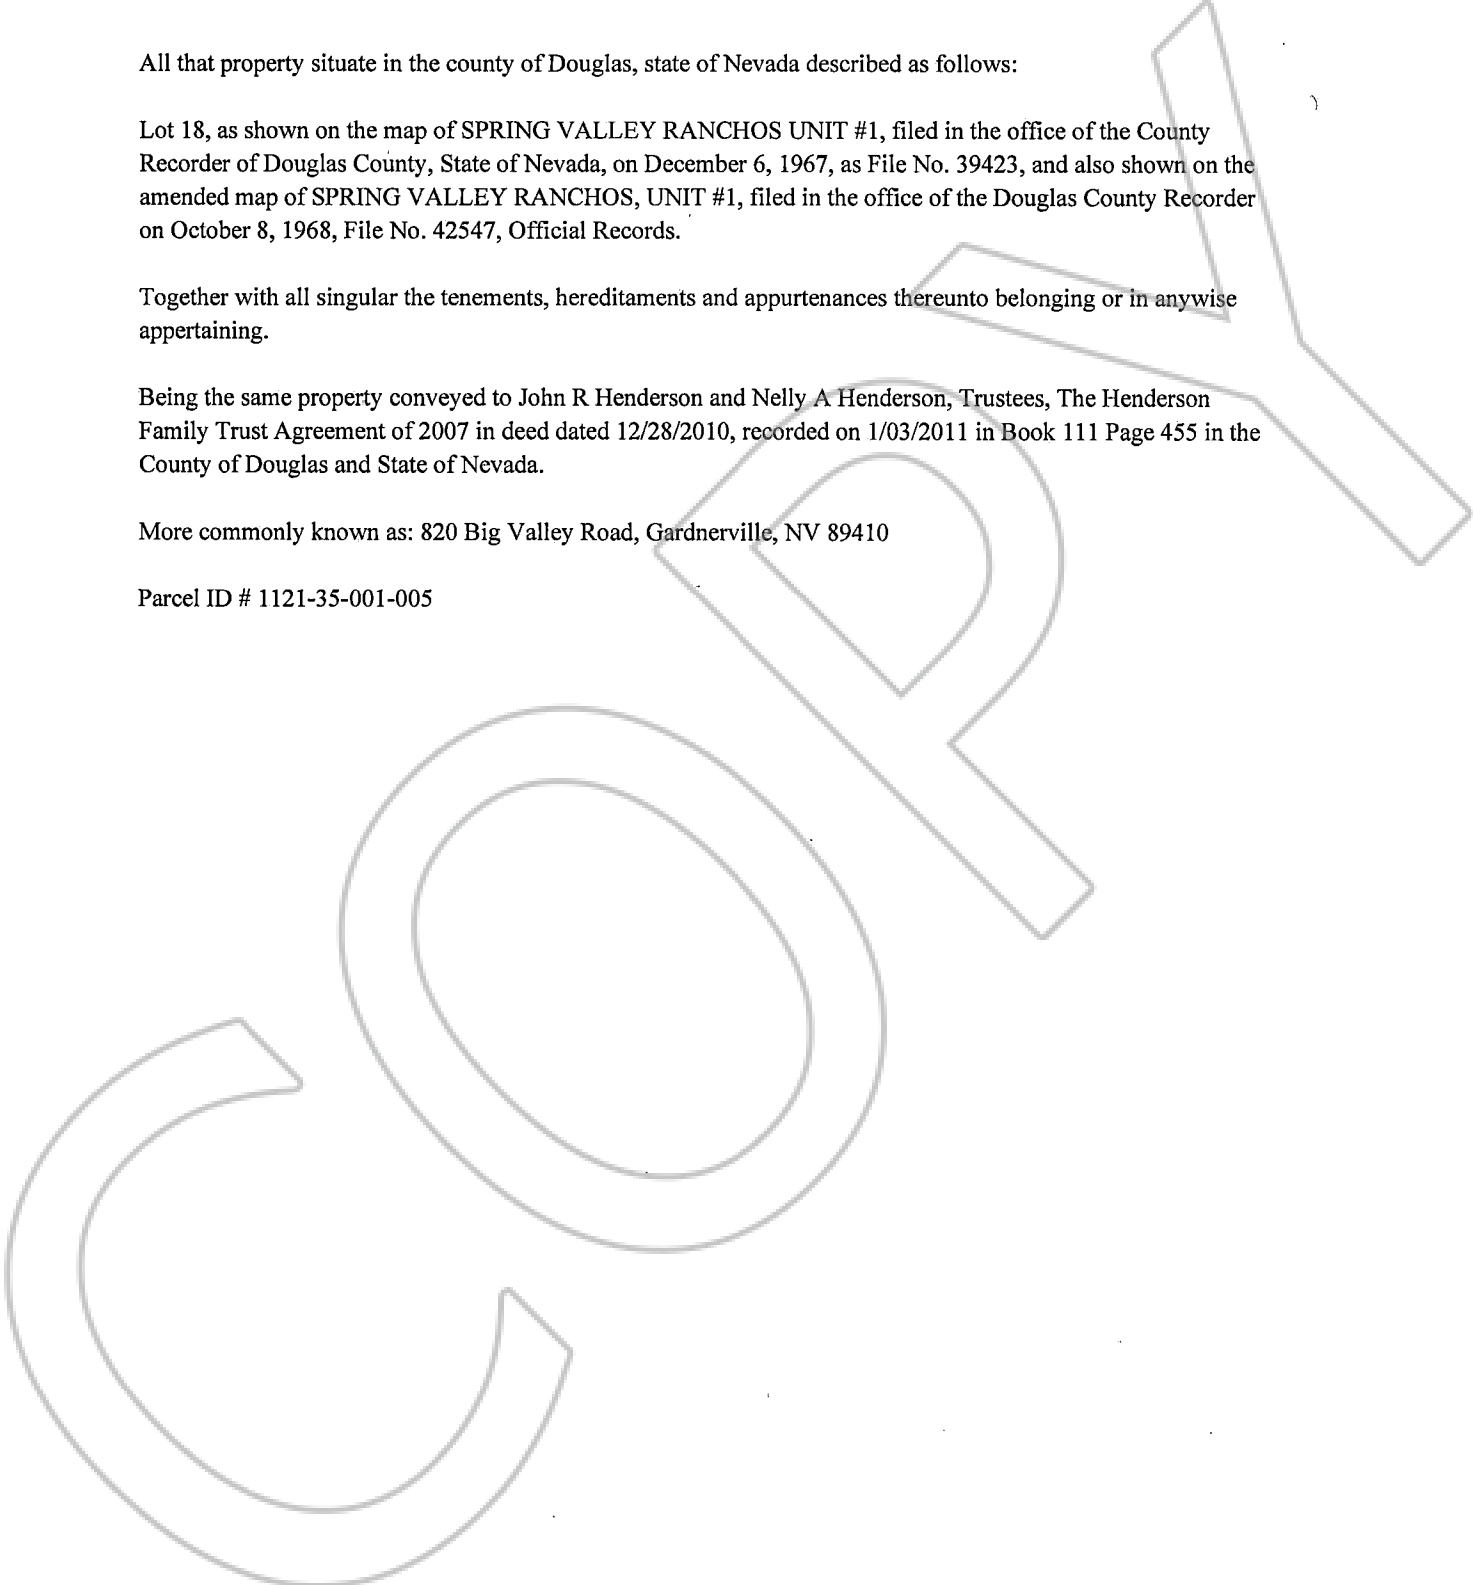 All that property situate in the county of Douglas, state of Nevada described as follows:
Lot 18, as shown on the map of SPRING VALLEY RANCHOS UNIT #1, filed in the office of the County
Recorder of Douglas County, State of Nevada, on December 6, 1967, as File No. 39423, and also shown on the
amended map of SPRING VALLEY RANCHOS, UNIT #1, filed in the office of the Douglas County Recorder
on October 8, 1968, File No. 42547, Official Records.
Together with all singular the tenements, hereditaments and appurtenances thereunto belonging or in anywise
appertaining.
Being the same property conveyed to John R Henderson and Nelly A Henderson, Trustees, The Henderson
Family Trust Agreement of 2007 in deed dated 12/28/2010, recorded on 1/03/2011 in Book 111 Page 455 in the
County of Douglas and State of Nevada.
More commonly known as: 820 Big Valley Road, Gardnerville, NV 89410
Parcel ID # 1121-35-001-005
COPY